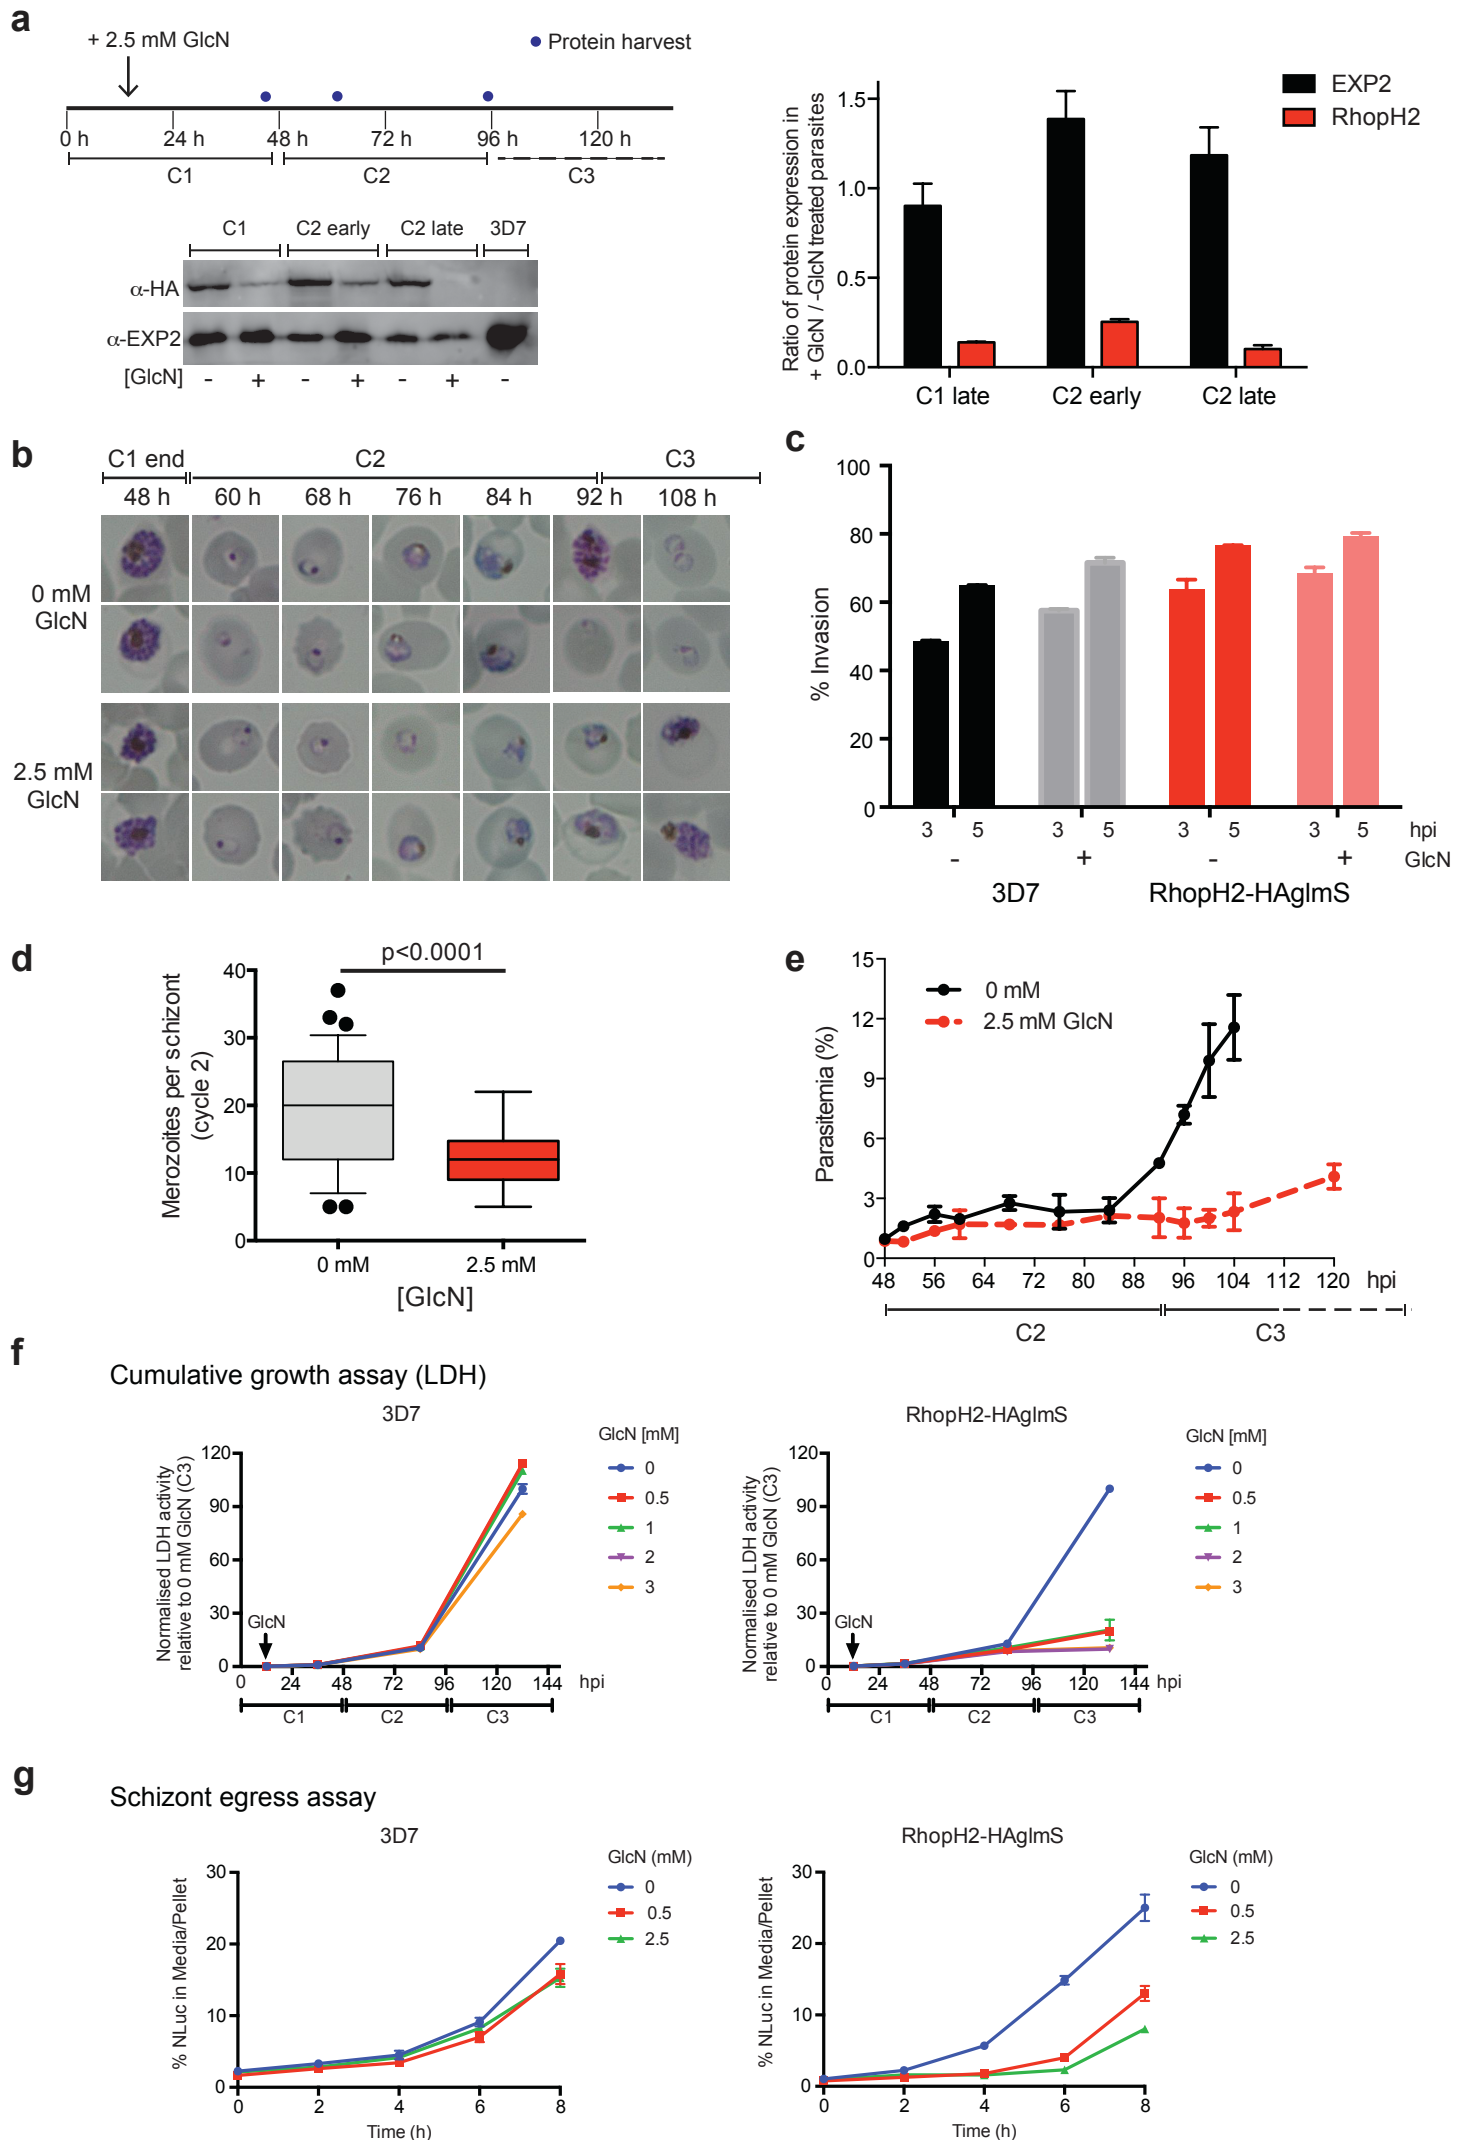 a
+ 2.5 mM GlcN
Protein harvest
0 h 24 h 48 h 72 h 96 h 120 h
C1 C2 C3
C1 C2 early C2 late 3D7
α-HA
α-EXP2
[GlcN] - + - + - + -
Ratio of protein expression in
+ GlcN / -GlcN treated parasites
1.5
1.0
0.5
0.0
C1 late C2 early C2 late
EXP2
RhopH2
b
C1 end C2 C3
48 h 60 h 68 h 76 h 84 h 92 h 108 h
0 mM
GlcN
2.5 mM
GlcN
c
% Invasion
100
80
60
40
20
0
3 5 3 5 3 5 3 5 hpi
- + - + GlcN
3D7 RhopH2-HAglmS
d
p<0.0001
Merozoites per schizont
(cycle 2)
40
30
20
10
0
0 mM 2.5 mM
[GlcN]
e
Parasitemia (%)
15
12
9
6
3
0
0 mM
2.5 mM GlcN
48 56 64 72 80 88 96 104 112 120 hpi
C2 C3
f
Cumulative growth assay (LDH)
3D7
Normalised LDH activity
relative to 0 mM GlcN (C3)
120
90
60
30
0
GlcN
0 24 48 72 96 120 144 hpi
C1 C2 C3
GlcN [mM]
0
0.5
1
2
3
RhopH2-HAglmS
Normalised LDH activity
relative to 0 mM GlcN (C3)
120
90
60
30
0
GlcN
0 24 48 72 96 120 144 hpi
C1 C2 C3
GlcN [mM]
0
0.5
1
2
3
g
Schizont egress assay
3D7
% NLuc in Media/Pellet
30
20
10
0
0 2 4 6 8
Time (h)
GlcN (mM)
0
0.5
2.5
RhopH2-HAglmS
% NLuc in Media/Pellet
30
20
10
0
0 2 4 6 8
Time (h)
GlcN (mM)
0
0.5
2.5